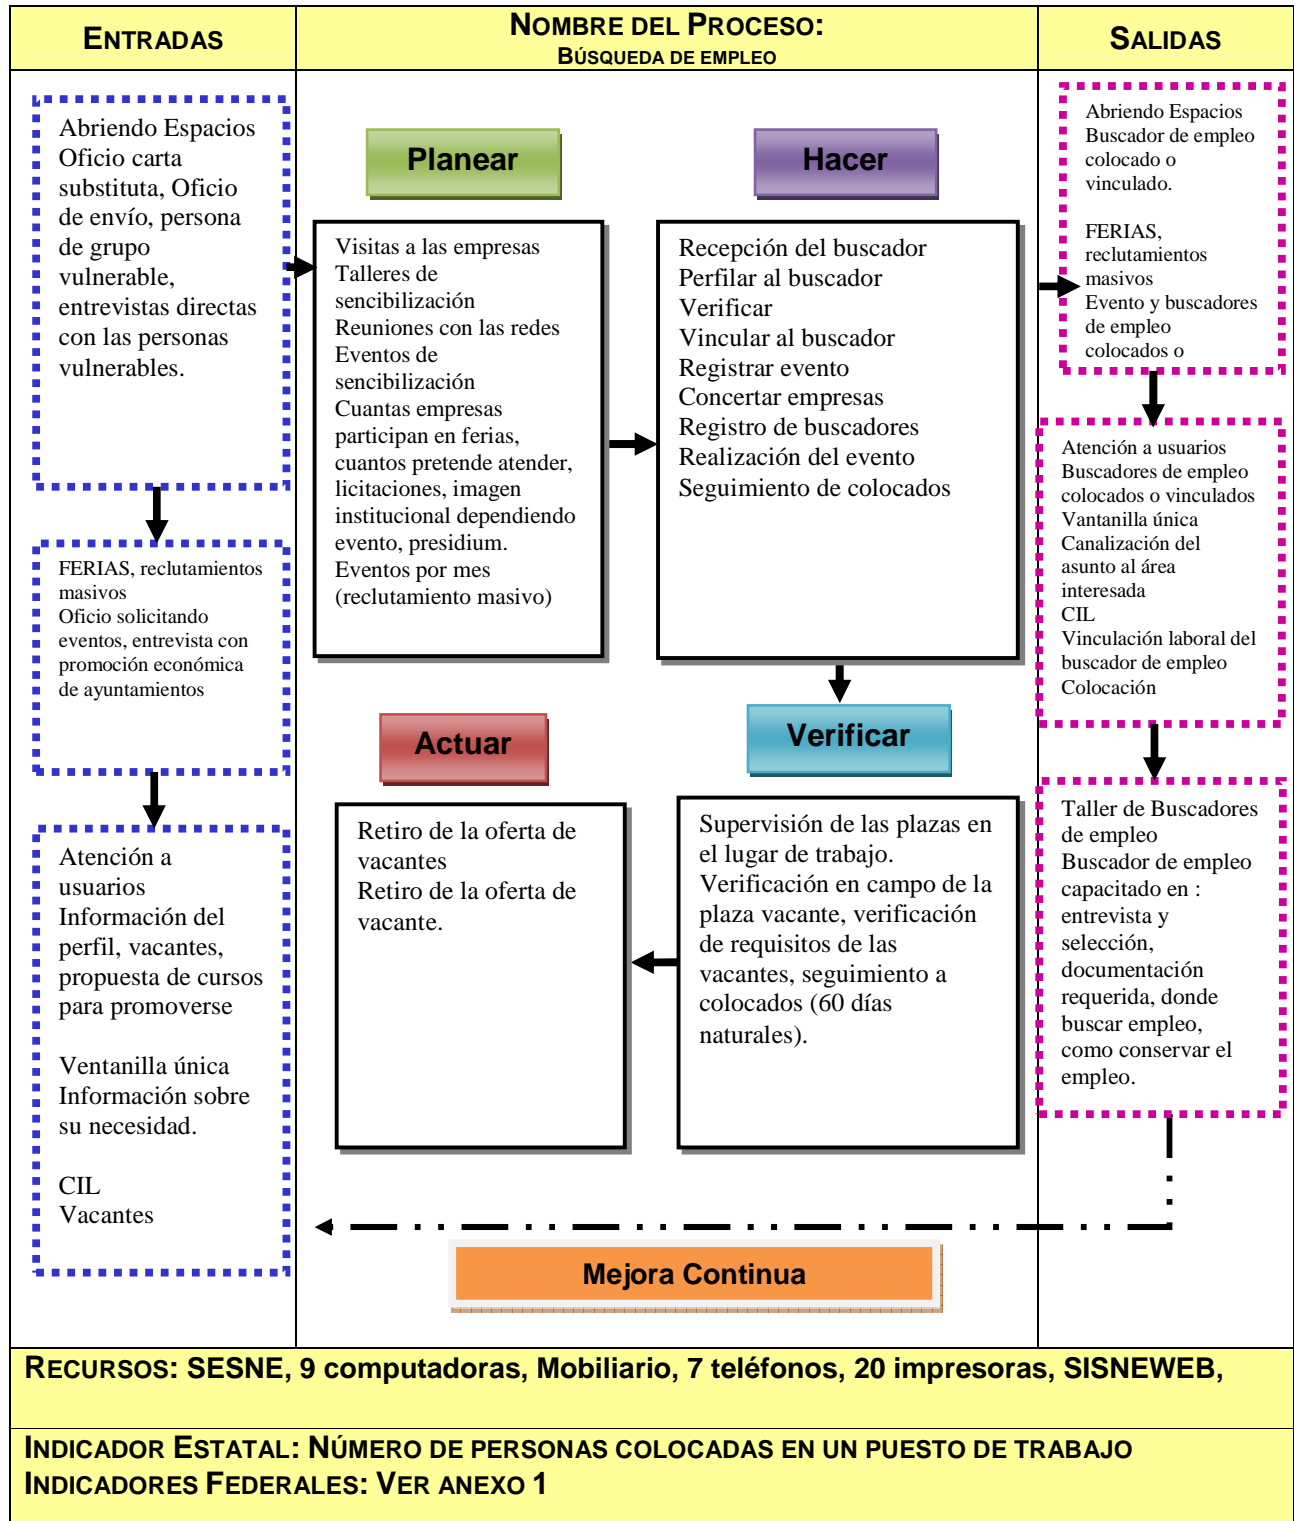 ENTRADAS
NOMBRE DEL PROCESO:
BÚSQUEDA DE EMPLEO
SALIDAS
Abriendo Espacios
Oficio carta
substituta, Oficio
de envío, persona
de grupo
vulnerable,
entrevistas directas
con las personas
vulnerables.
FERIAS, reclutamientos
masivos
Oficio solicitando
eventos, entrevista con
promoción económica
de ayuntamientos
Atención a
usuarios
Información del
perfil, vacantes,
propuesta de cursos
para promoverse
Ventanilla única
Información sobre
su necesidad.
CIL
Vacantes
Planear
Visitas a las empresas
Talleres de
sencibilización
Reuniones con las redes
Eventos de
sencibilización
Cuantas empresas
participan en ferias,
cuantos pretende atender,
licitaciones, imagen
institucional dependiendo
evento, presidium.
Eventos por mes
(reclutamiento masivo)
Hacer
Recepción del buscador
Perfilar al buscador
Verificar
Vincular al buscador
Registrar evento
Concertar empresas
Registro de buscadores
Realización del evento
Seguimiento de colocados
Verificar
Supervisión de las plazas en
el lugar de trabajo.
Verificación en campo de la
plaza vacante, verificación
de requisitos de las
vacantes, seguimiento a
colocados (60 días
naturales).
Actuar
Retiro de la oferta de
vacantes
Retiro de la oferta de
vacante.
Abriendo Espacios
Buscador de empleo
colocado o
vinculado.
FERIAS,
reclutamientos
masivos
Evento y buscadores
de empleo
colocados o
Atención a usuarios
Buscadores de empleo
colocados o vinculados
Vantanilla única
Canalización del
asunto al área
interesada
CIL
Vinculación laboral del
buscador de empleo
Colocación
Taller de Buscadores
de empleo
Buscador de empleo
capacitado en :
entrevista y
selección,
documentación
requerida, donde
buscar empleo,
como conservar el
empleo.
Mejora Continua
RECURSOS: SESNE, 9 computadoras, Mobiliario, 7 teléfonos, 20 impresoras, SISNEWEB,
INDICADOR ESTATAL: NÚMERO DE PERSONAS COLOCADAS EN UN PUESTO DE TRABAJO
INDICADORES FEDERALES: VER ANEXO 1